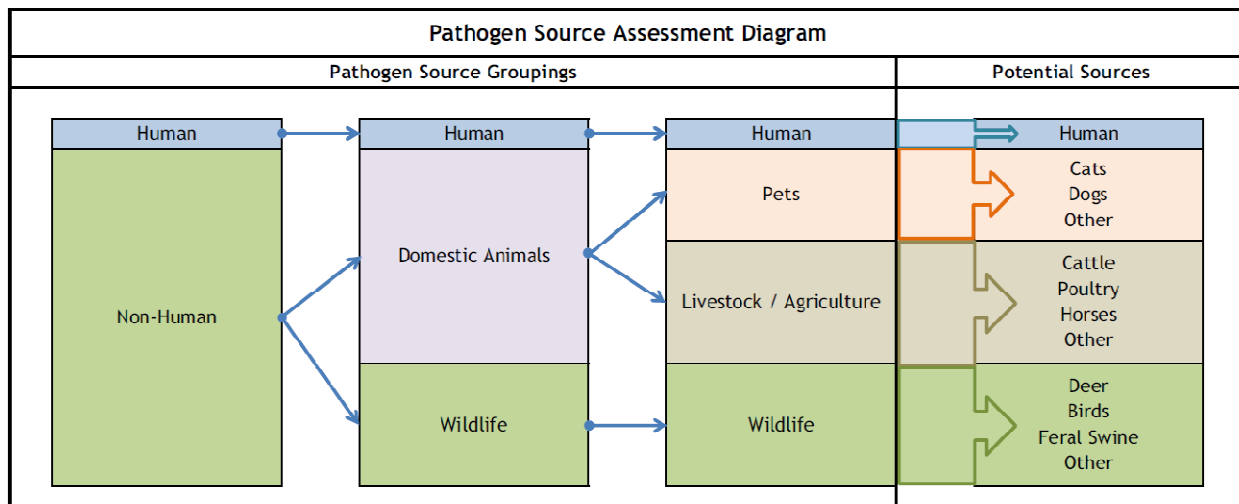 Pathogen Source Assessment Diagram
Pathogen Source Groupings
Potential Sources
Human
Human
Human
Human
Non-Human
Domestic Animals
Wildlife
Pets
Livestock / Agriculture
Wildlife
Cats
Dogs
Other
Cattle
Poultry
Horses
Other
Deer
Birds
Feral Swine
Other